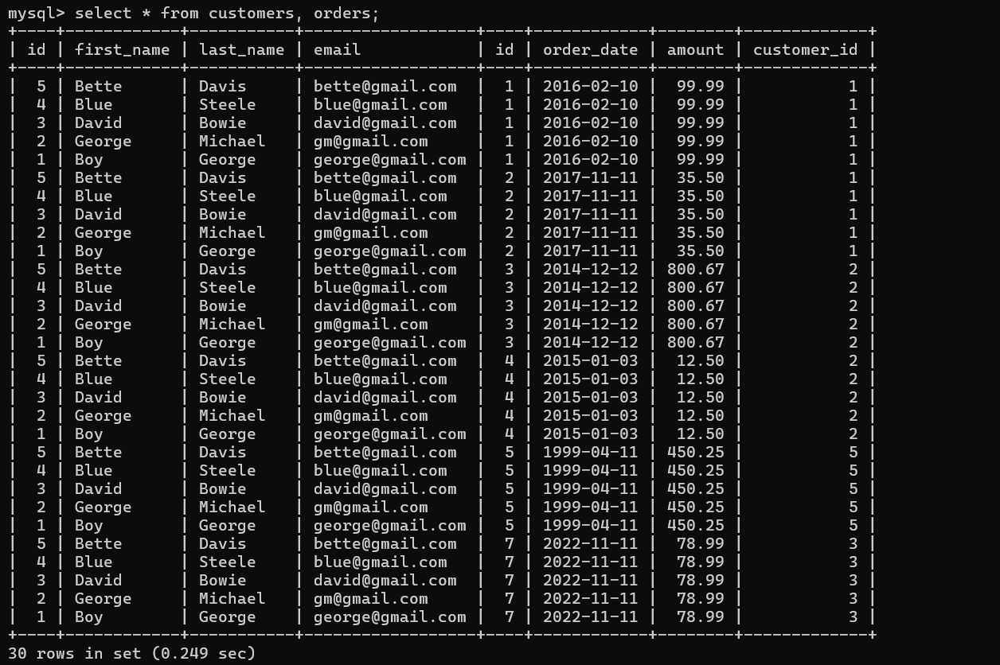 mysql> select * from customers, orders;
+----+------------+-----------+------------------+----+------------+--------+-------------+
| id | first_name | last_name | email            | id | order_date | amount | customer_id |
+----+------------+-----------+------------------+----+------------+--------+-------------+
|  5 | Bette      | Davis     | bette@gmail.com  |  1 | 2016-02-10 |  99.99 |           1 |
|  4 | Blue       | Steele    | blue@gmail.com   |  1 | 2016-02-10 |  99.99 |           1 |
|  3 | David      | Bowie     | david@gmail.com  |  1 | 2016-02-10 |  99.99 |           1 |
|  2 | George     | Michael   | gm@gmail.com     |  1 | 2016-02-10 |  99.99 |           1 |
|  1 | Boy        | George    | george@gmail.com |  1 | 2016-02-10 |  99.99 |           1 |
|  5 | Bette      | Davis     | bette@gmail.com  |  2 | 2017-11-11 |  35.50 |           1 |
|  4 | Blue       | Steele    | blue@gmail.com   |  2 | 2017-11-11 |  35.50 |           1 |
|  3 | David      | Bowie     | david@gmail.com  |  2 | 2017-11-11 |  35.50 |           1 |
|  2 | George     | Michael   | gm@gmail.com     |  2 | 2017-11-11 |  35.50 |           1 |
|  1 | Boy        | George    | george@gmail.com |  2 | 2017-11-11 |  35.50 |           1 |
|  5 | Bette      | Davis     | bette@gmail.com  |  3 | 2014-12-12 | 800.67 |           2 |
|  4 | Blue       | Steele    | blue@gmail.com   |  3 | 2014-12-12 | 800.67 |           2 |
|  3 | David      | Bowie     | david@gmail.com  |  3 | 2014-12-12 | 800.67 |           2 |
|  2 | George     | Michael   | gm@gmail.com     |  3 | 2014-12-12 | 800.67 |           2 |
|  1 | Boy        | George    | george@gmail.com |  3 | 2014-12-12 | 800.67 |           2 |
|  5 | Bette      | Davis     | bette@gmail.com  |  4 | 2015-01-03 |  12.50 |           2 |
|  4 | Blue       | Steele    | blue@gmail.com   |  4 | 2015-01-03 |  12.50 |           2 |
|  3 | David      | Bowie     | david@gmail.com  |  4 | 2015-01-03 |  12.50 |           2 |
|  2 | George     | Michael   | gm@gmail.com     |  4 | 2015-01-03 |  12.50 |           2 |
|  1 | Boy        | George    | george@gmail.com |  4 | 2015-01-03 |  12.50 |           2 |
|  5 | Bette      | Davis     | bette@gmail.com  |  5 | 1999-04-11 | 450.25 |           5 |
|  4 | Blue       | Steele    | blue@gmail.com   |  5 | 1999-04-11 | 450.25 |           5 |
|  3 | David      | Bowie     | david@gmail.com  |  5 | 1999-04-11 | 450.25 |           5 |
|  2 | George     | Michael   | gm@gmail.com     |  5 | 1999-04-11 | 450.25 |           5 |
|  1 | Boy        | George    | george@gmail.com |  5 | 1999-04-11 | 450.25 |           5 |
|  5 | Bette      | Davis     | bette@gmail.com  |  7 | 2022-11-11 |  78.99 |           3 |
|  4 | Blue       | Steele    | blue@gmail.com   |  7 | 2022-11-11 |  78.99 |           3 |
|  3 | David      | Bowie     | david@gmail.com  |  7 | 2022-11-11 |  78.99 |           3 |
|  2 | George     | Michael   | gm@gmail.com     |  7 | 2022-11-11 |  78.99 |           3 |
|  1 | Boy        | George    | george@gmail.com |  7 | 2022-11-11 |  78.99 |           3 |
+----+------------+-----------+------------------+----+------------+--------+-------------+
30 rows in set (0.249 sec)